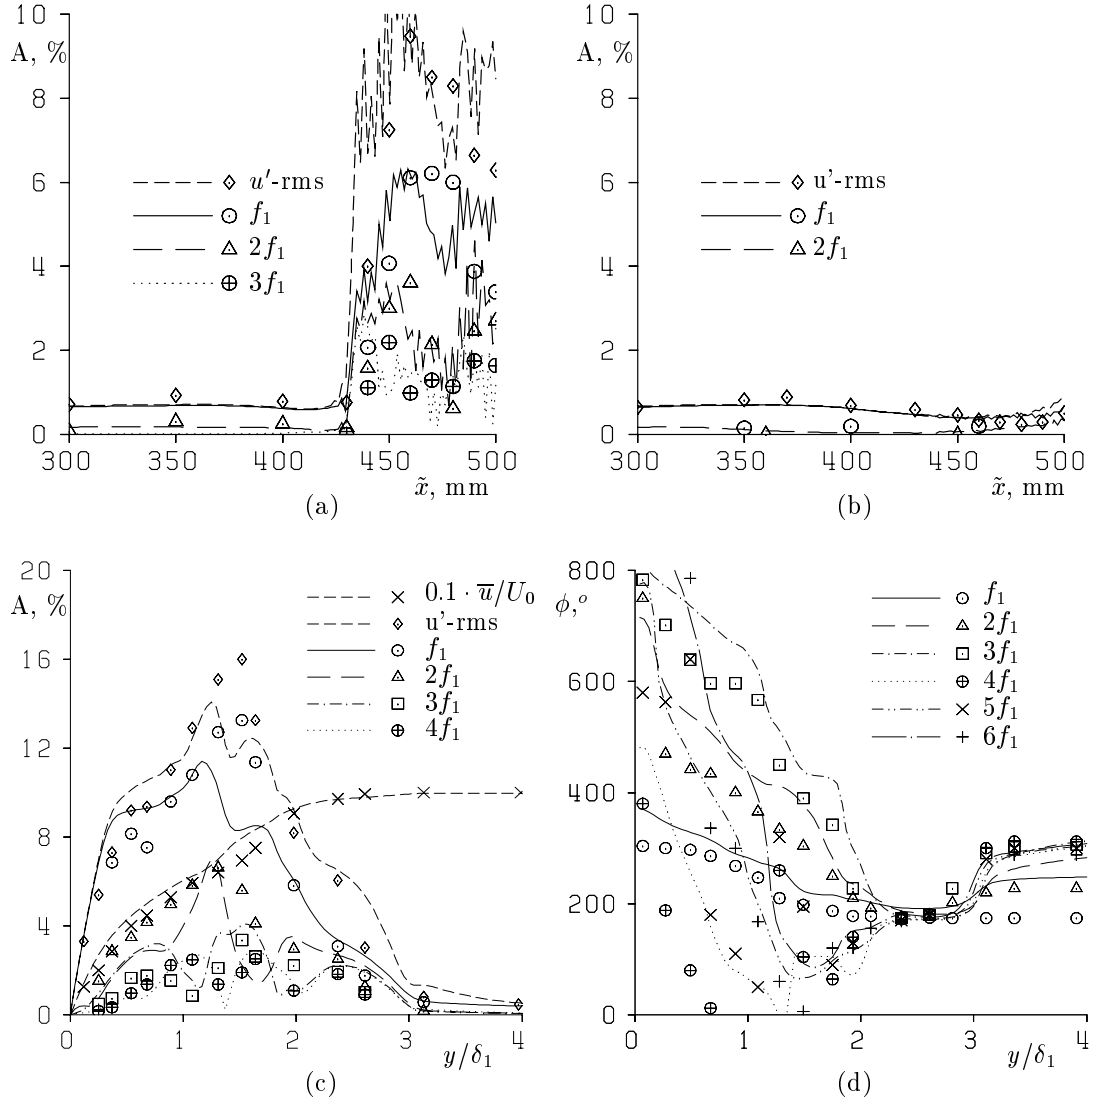 10
A, %
8
6
4
2
0
u'-rms
f₁
2f₁
3f₁
300
350
400
450
500
x̃, mm
(a)
10
A, %
8
6
4
2
0
u'-rms
f₁
2f₁
300
350
400
450
500
x̃, mm
(b)
20
A, %
16
12
8
4
0
0.1 · u̅/U₀
u'-rms
f₁
2f₁
3f₁
4f₁
0
1
2
3
4
y/δ₁
(c)
800
ϕ,°
600
400
200
0
f₁
2f₁
3f₁
4f₁
5f₁
6f₁
0
1
2
3
4
y/δ₁
(d)